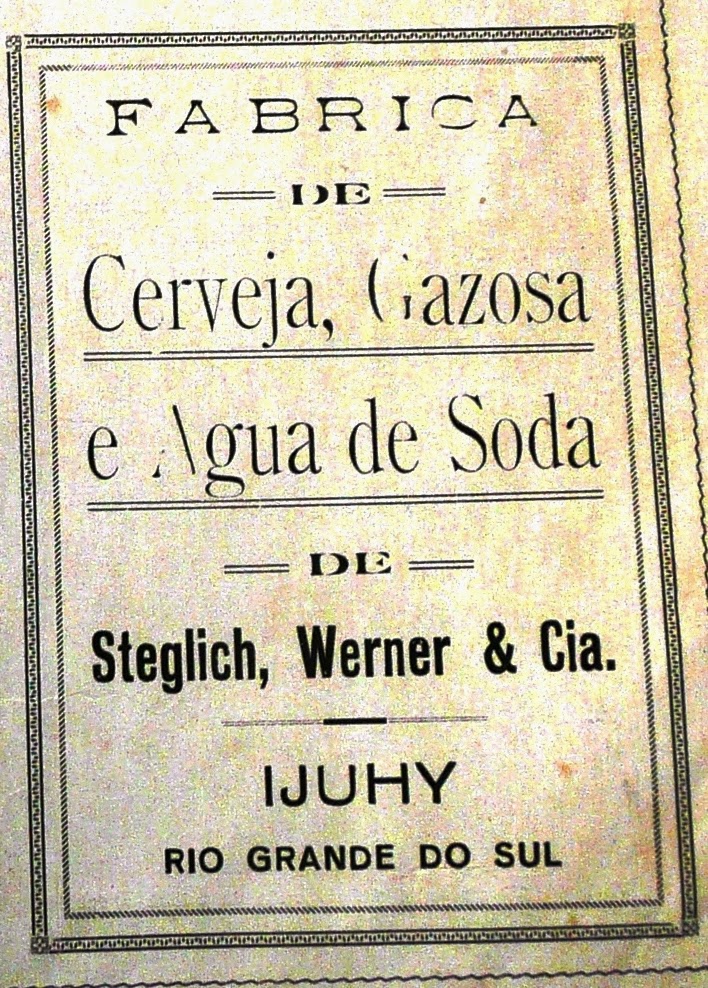 FABRICA
DE
Cerveja, Gazosa
e Agua de Soda
DE
Steglich, Werner & Cia.
IJUHY
RIO GRANDE DO SUL